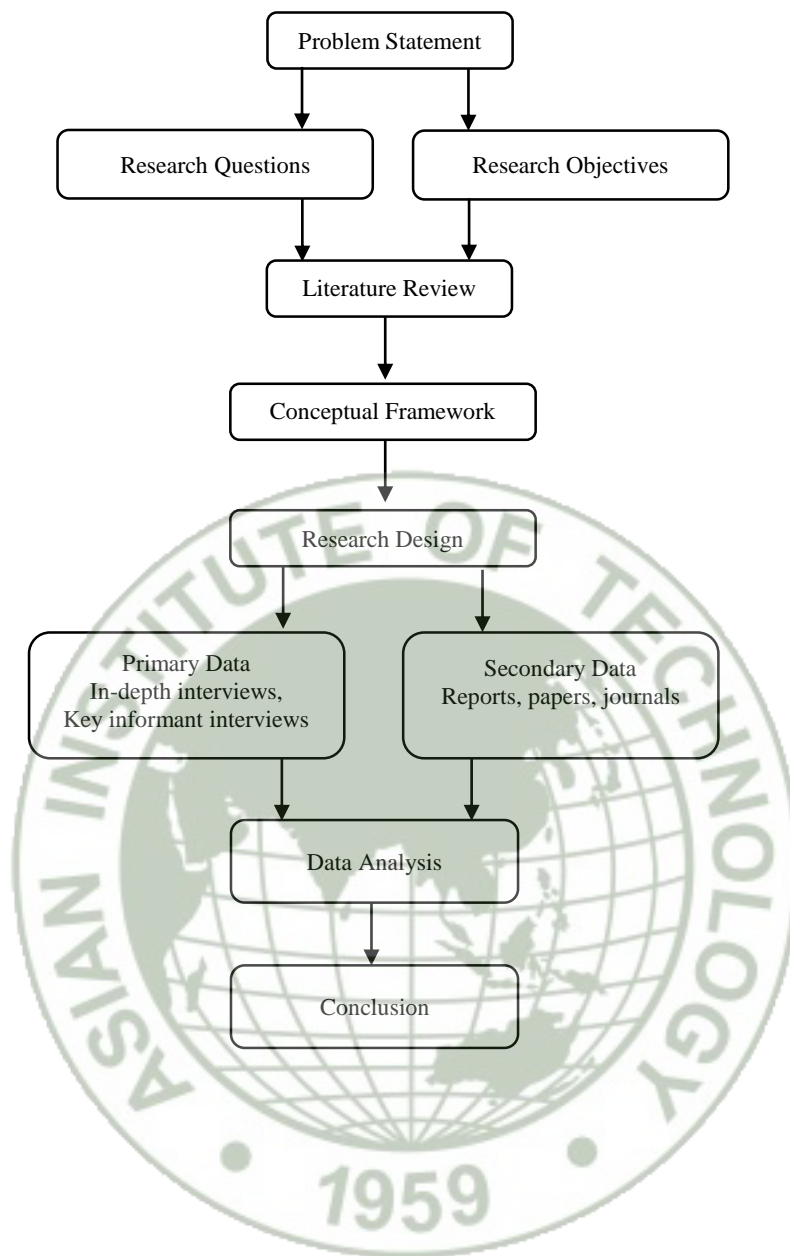 Problem Statement
Research Questions
Research Objectives
Literature Review
Conceptual Framework
Research Design
Primary Data
In-depth interviews,
Key informant interviews
Secondary Data
Reports, papers, journals
Data Analysis
Conclusion
ASIAN INSTITUTE OF TECHNOLOGY
• 1959 •